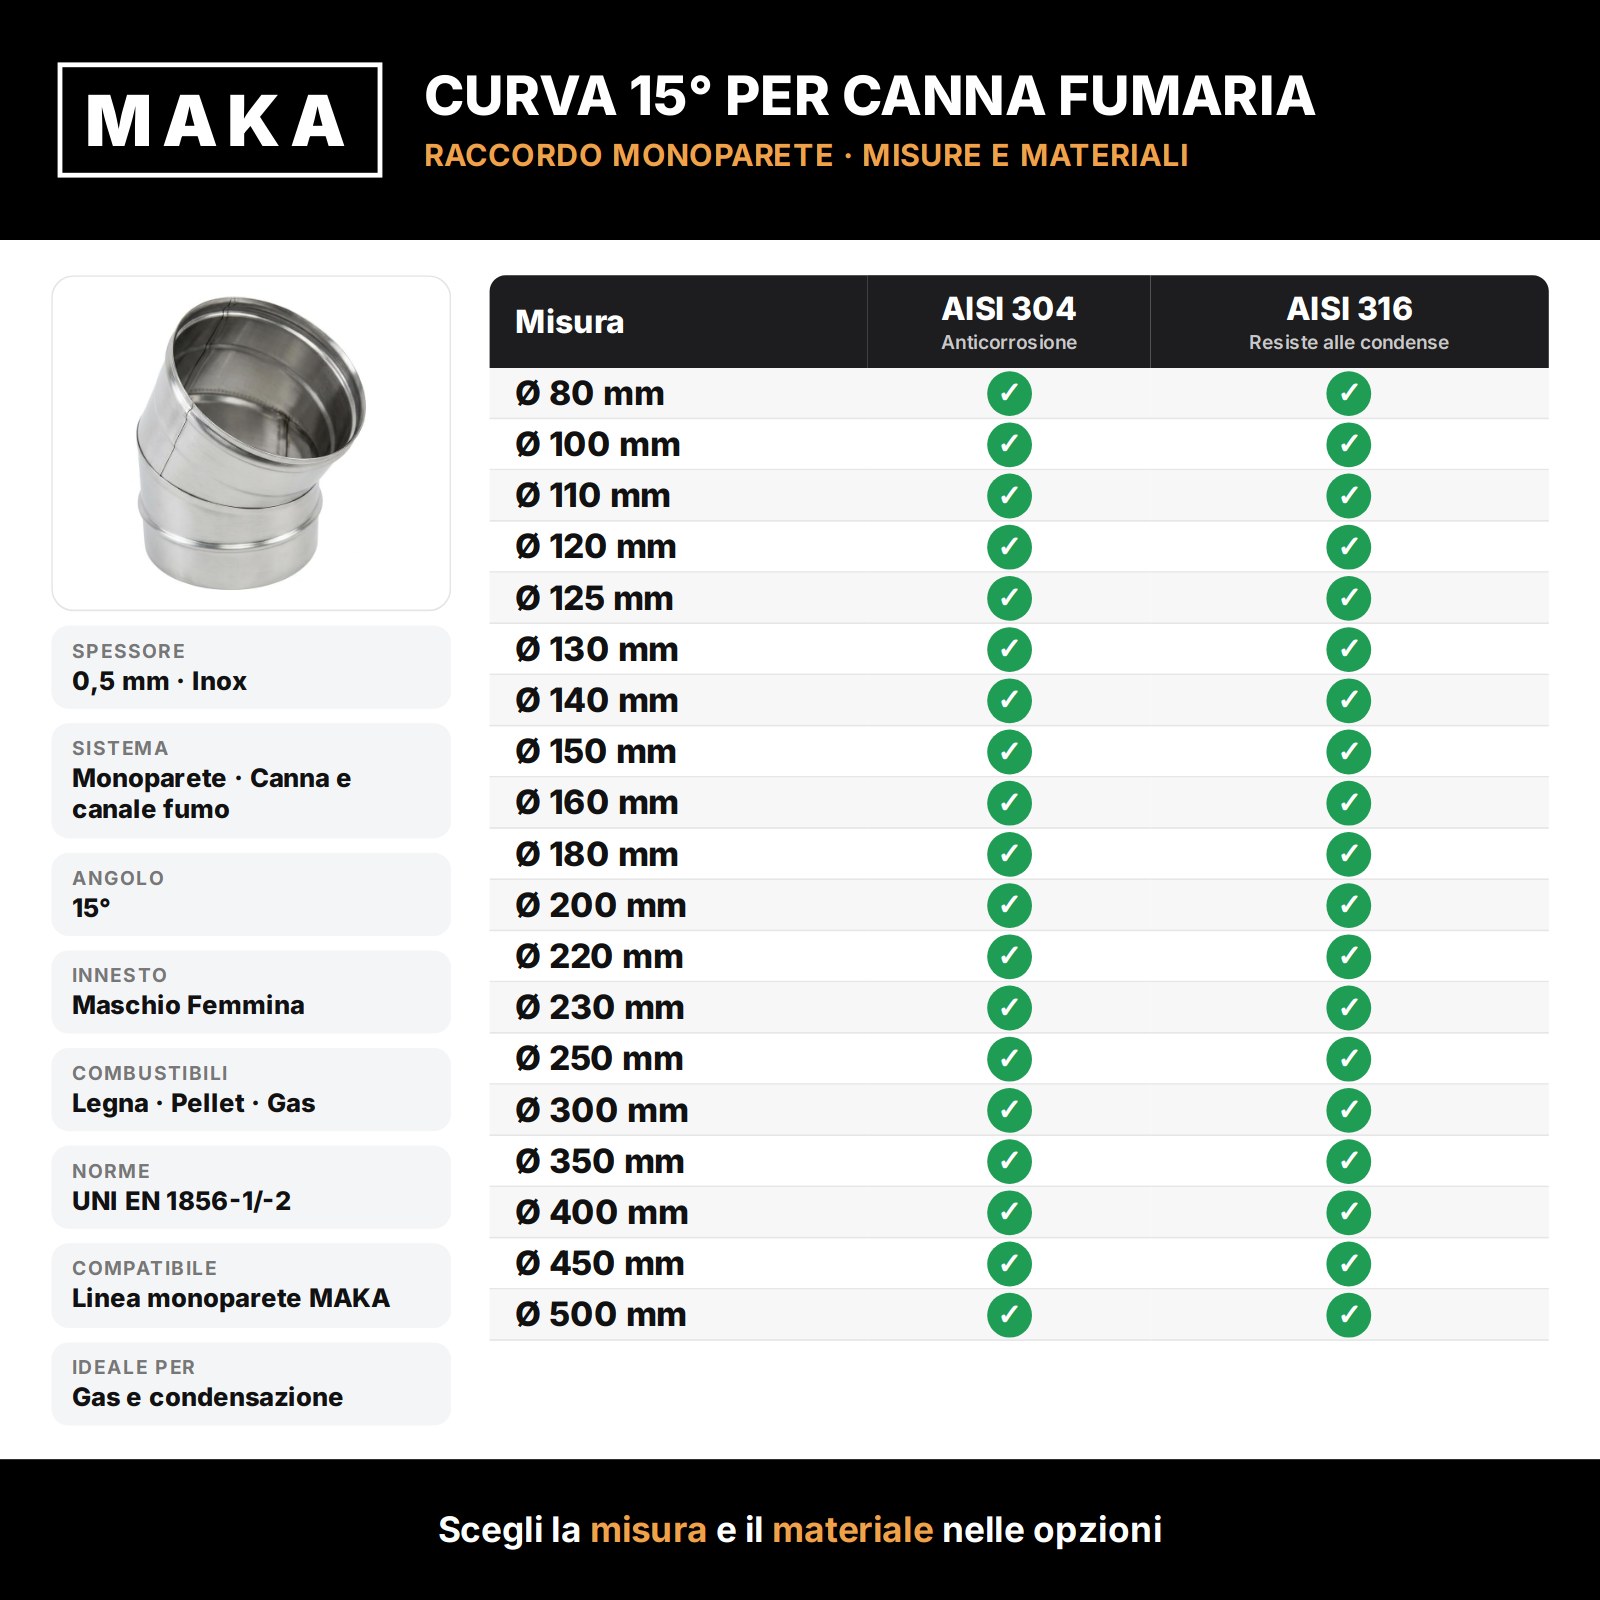 MAKA
CURVA 15° PER CANNA FUMARIA
RACCORDO MONOPARETE · MISURE E MATERIALI
SPESSORE
0,5 mm · Inox
SISTEMA
Monoparete · Canna e
canale fumo
ANGOLO
15°
INNESTO
Maschio Femmina
COMBUSTIBILI
Legna · Pellet · Gas
NORME
UNI EN 1856-1/-2
COMPATIBILE
Linea monoparete MAKA
IDEALE PER
Gas e condensazione
Misura AISI 304 AISI 316
Anticorrosione Resiste alle condense
Ø 80 mm ✓ ✓
Ø 100 mm ✓ ✓
Ø 110 mm ✓ ✓
Ø 120 mm ✓ ✓
Ø 125 mm ✓ ✓
Ø 130 mm ✓ ✓
Ø 140 mm ✓ ✓
Ø 150 mm ✓ ✓
Ø 160 mm ✓ ✓
Ø 180 mm ✓ ✓
Ø 200 mm ✓ ✓
Ø 220 mm ✓ ✓
Ø 230 mm ✓ ✓
Ø 250 mm ✓ ✓
Ø 300 mm ✓ ✓
Ø 350 mm ✓ ✓
Ø 400 mm ✓ ✓
Ø 450 mm ✓ ✓
Ø 500 mm ✓ ✓
Scegli la misura e il materiale nelle opzioni